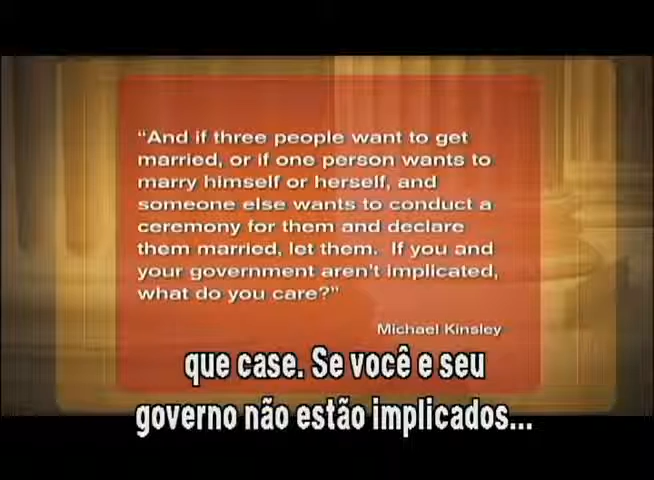 “And if three people want to get
married, or if one person wants to
marry himself or herself, and
someone else wants to conduct a
ceremony for them and declare
them married, let them. If you and
your government aren't implicated,
what do you care?”
Michael Kinsley
que case. Se você e seu
governo não estão implicados...